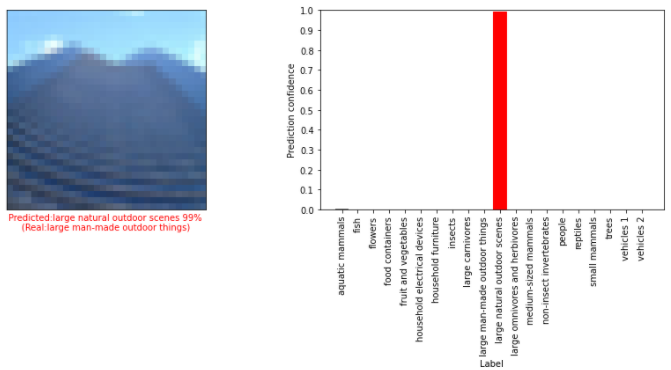 Predicted:large natural outdoor scenes 99%
(Real:large man-made outdoor things)
Prediction confidence
1.0
0.9
0.8
0.7
0.6
0.5
0.4
0.3
0.2
0.1
0.0
aquatic mammals
fish
flowers
food containers
fruit and vegetables
household electrical devices
household furniture
insects
large carnivores
large man-made outdoor things
large natural outdoor scenes
large omnivores and herbivores
medium-sized mammals
non-insect invertebrates
people
reptiles
small mammals
trees
vehicles 1
vehicles 2
Label